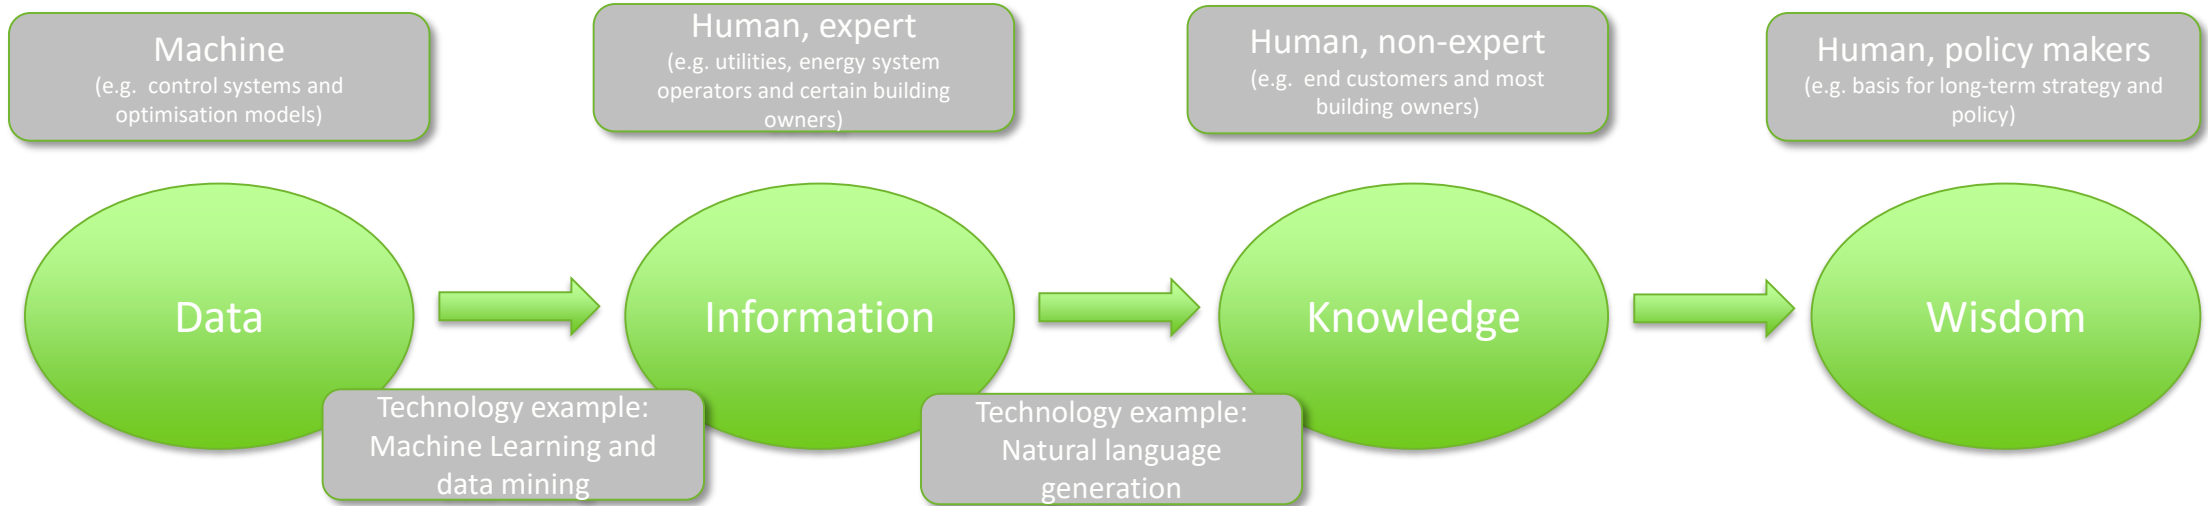 Machine
(e.g.  control systems and
optimisation models)
Human, expert
(e.g. utilities, energy system
operators and certain building
owners)
Human, non-expert
(e.g.  end customers and most
building owners)
Human, policy makers
(e.g. basis for long-term strategy and
policy)
Data
Information
Knowledge
Wisdom
Technology example:
Machine Learning and
data mining
Technology example:
Natural language
generation